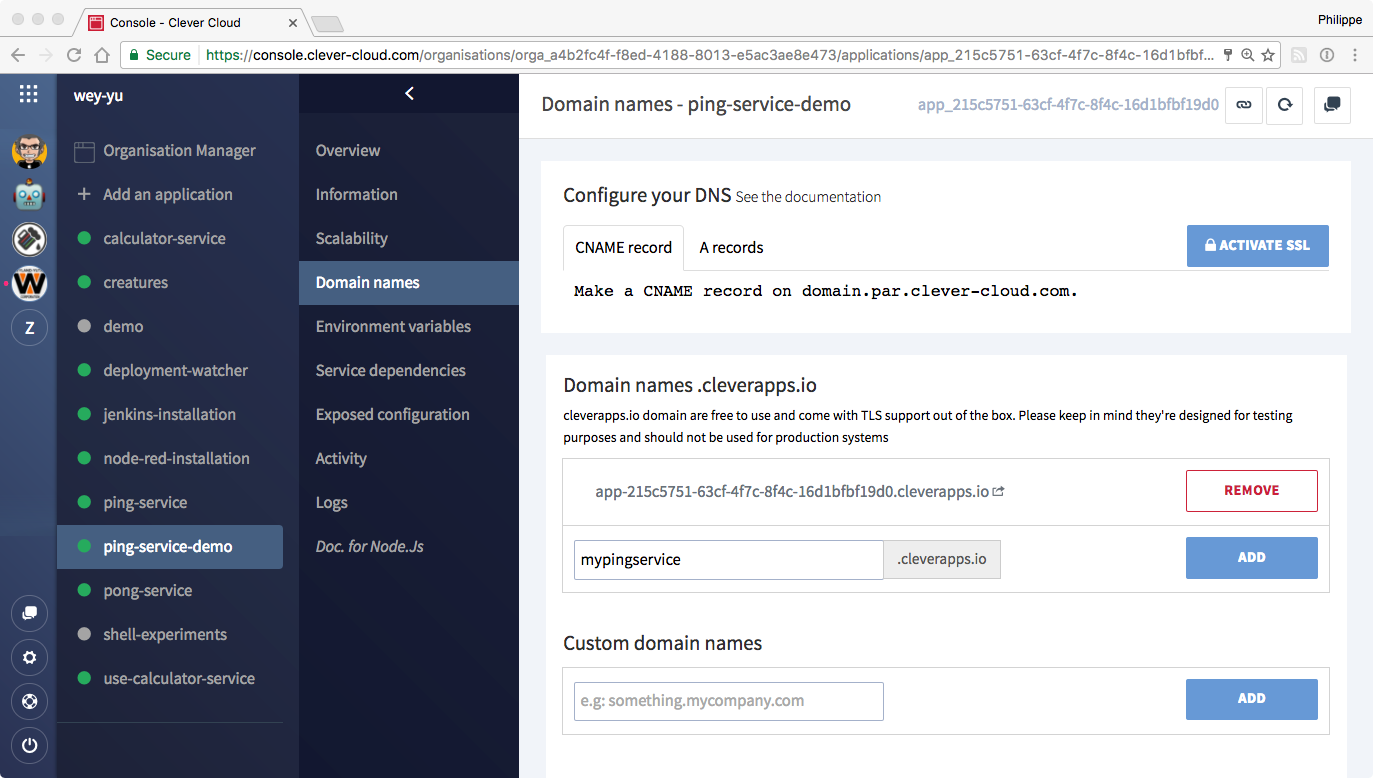 Console - Clever Cloud
Philippe
Secure
https://console.clever-cloud.com/organisations/orga_a4b2fc4f-f8ed-4188-8013-e5ac3ae8e473/applications/app_215c5751-63cf-4f7c-8f4c-16d1bfbf...
Z
wey-yu
Organisation Manager
Add an application
calculator-service
creatures
demo
deployment-watcher
jenkins-installation
node-red-installation
ping-service
ping-service-demo
pong-service
shell-experiments
use-calculator-service
Overview
Information
Scalability
Domain names
Environment variables
Service dependencies
Exposed configuration
Activity
Logs
Doc. for Node.Js
Domain names - ping-service-demo
app_215c5751-63cf-4f7c-8f4c-16d1bfbf19d0
Configure your DNS See the documentation
CNAME record
A records
ACTIVATE SSL
Make a CNAME record on domain.par.clever-cloud.com.
Domain names .cleverapps.io
cleverapps.io domain are free to use and come with TLS support out of the box. Please keep in mind they're designed for testing
purposes and should not be used for production systems
app-215c5751-63cf-4f7c-8f4c-16d1bfbf19d0.cleverapps.io
REMOVE
mypingservice
.cleverapps.io
ADD
Custom domain names
e.g: something.mycompany.com
ADD